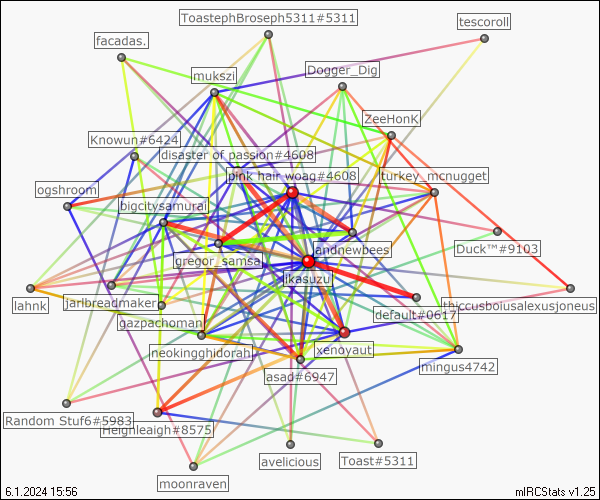 ToastephBroseph5311#5311
tescoroll
facadas.
mukszi
Dogger_Dig
ZeeHonK
Knowun#6424
disaster of passion#4608
pink hair woag#4608
turkey_mcnugget
ogshroom
bigcitysamurai
andnewbees
Duck™#9103
gregor_samsa
ikasuzu
lahnk
jarlbreadmaker
thiccusboiusalexusjoneus
default#0617
gazpachoman
neokingghidorah
xenoyaut
mingus4742
asad#6947
Random Stuf6#5983
Heighleigh#8575
avelicious
Toast#5311
moonraven
6.1.2024 15:56
mIRCStats v1.25